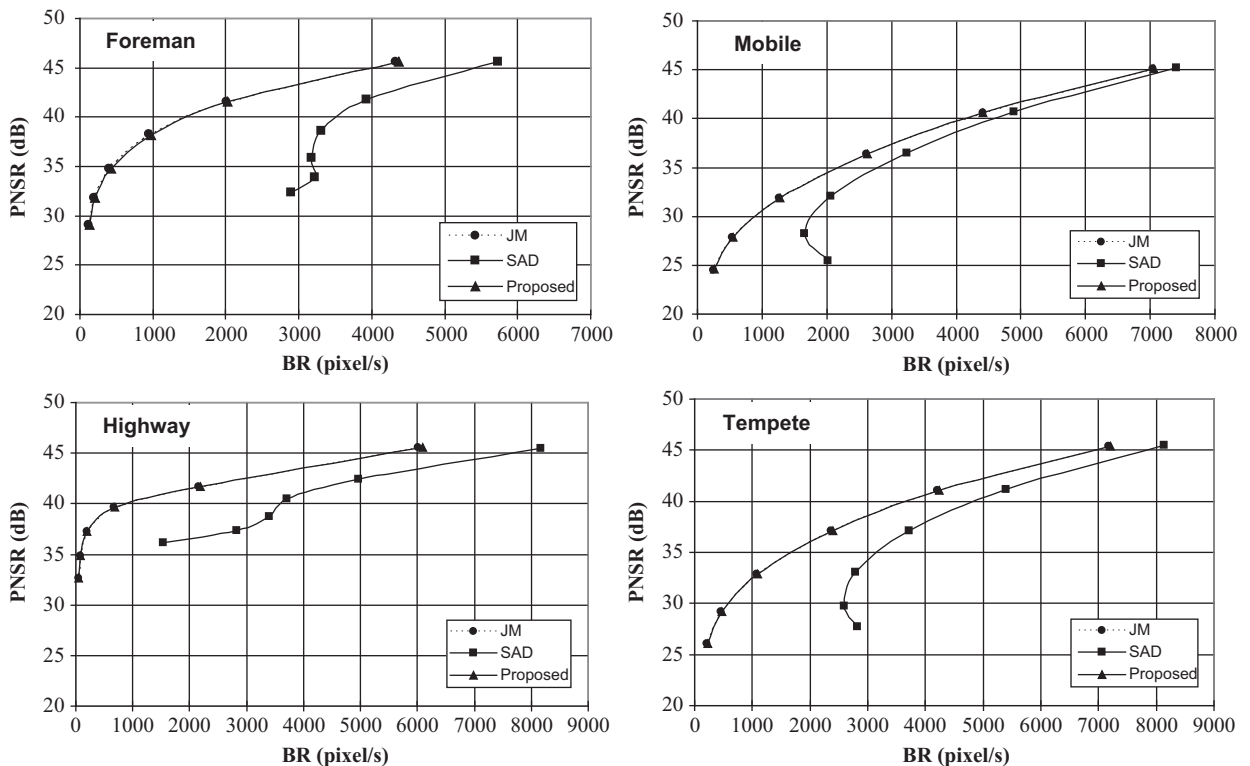 Foreman
PNSR (dB)
50
45
40
35
30
25
20
0 1000 2000 3000 4000 5000 6000 7000
BR (pixel/s)
JM
SAD
Proposed
Mobile
PNSR (dB)
50
45
40
35
30
25
20
0 1000 2000 3000 4000 5000 6000 7000 8000
BR (pixel/s)
JM
SAD
Proposed
Highway
PNSR (dB)
50
45
40
35
30
25
20
0 1000 2000 3000 4000 5000 6000 7000 8000 9000
BR (pixel/s)
JM
SAD
Proposed
Tempete
PNSR (dB)
50
45
40
35
30
25
20
0 1000 2000 3000 4000 5000 6000 7000 8000 9000
BR (pixel/s)
JM
SAD
Proposed